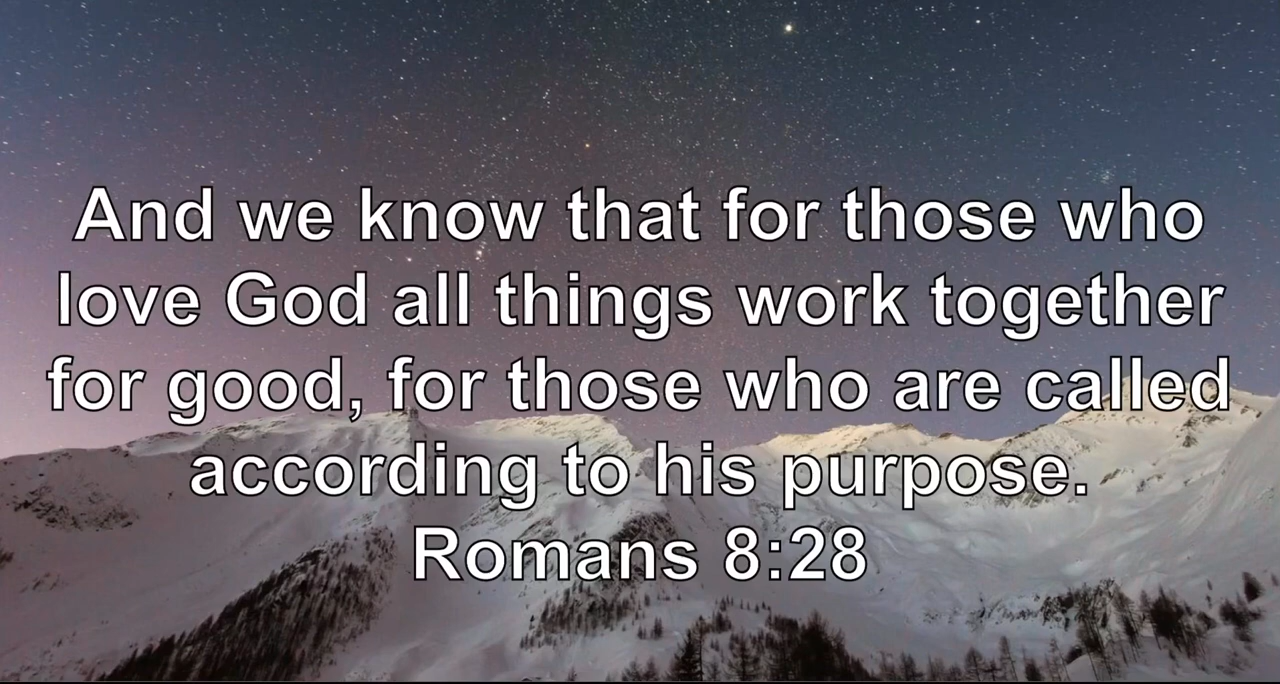 And we know that for those who
love God all things work together
for good, for those who are called
according to his purpose.
Romans 8:28